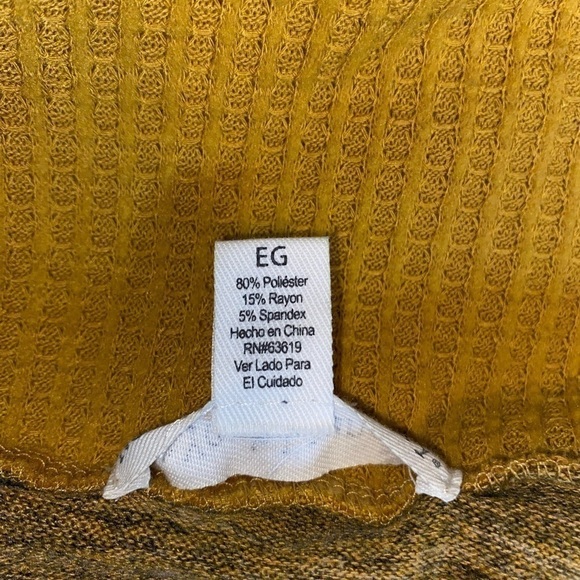 EG
80% Poliéster
15% Rayon
5% Spandex
Hecho en China
RN#63619
Ver Lado Para
El Cuidado